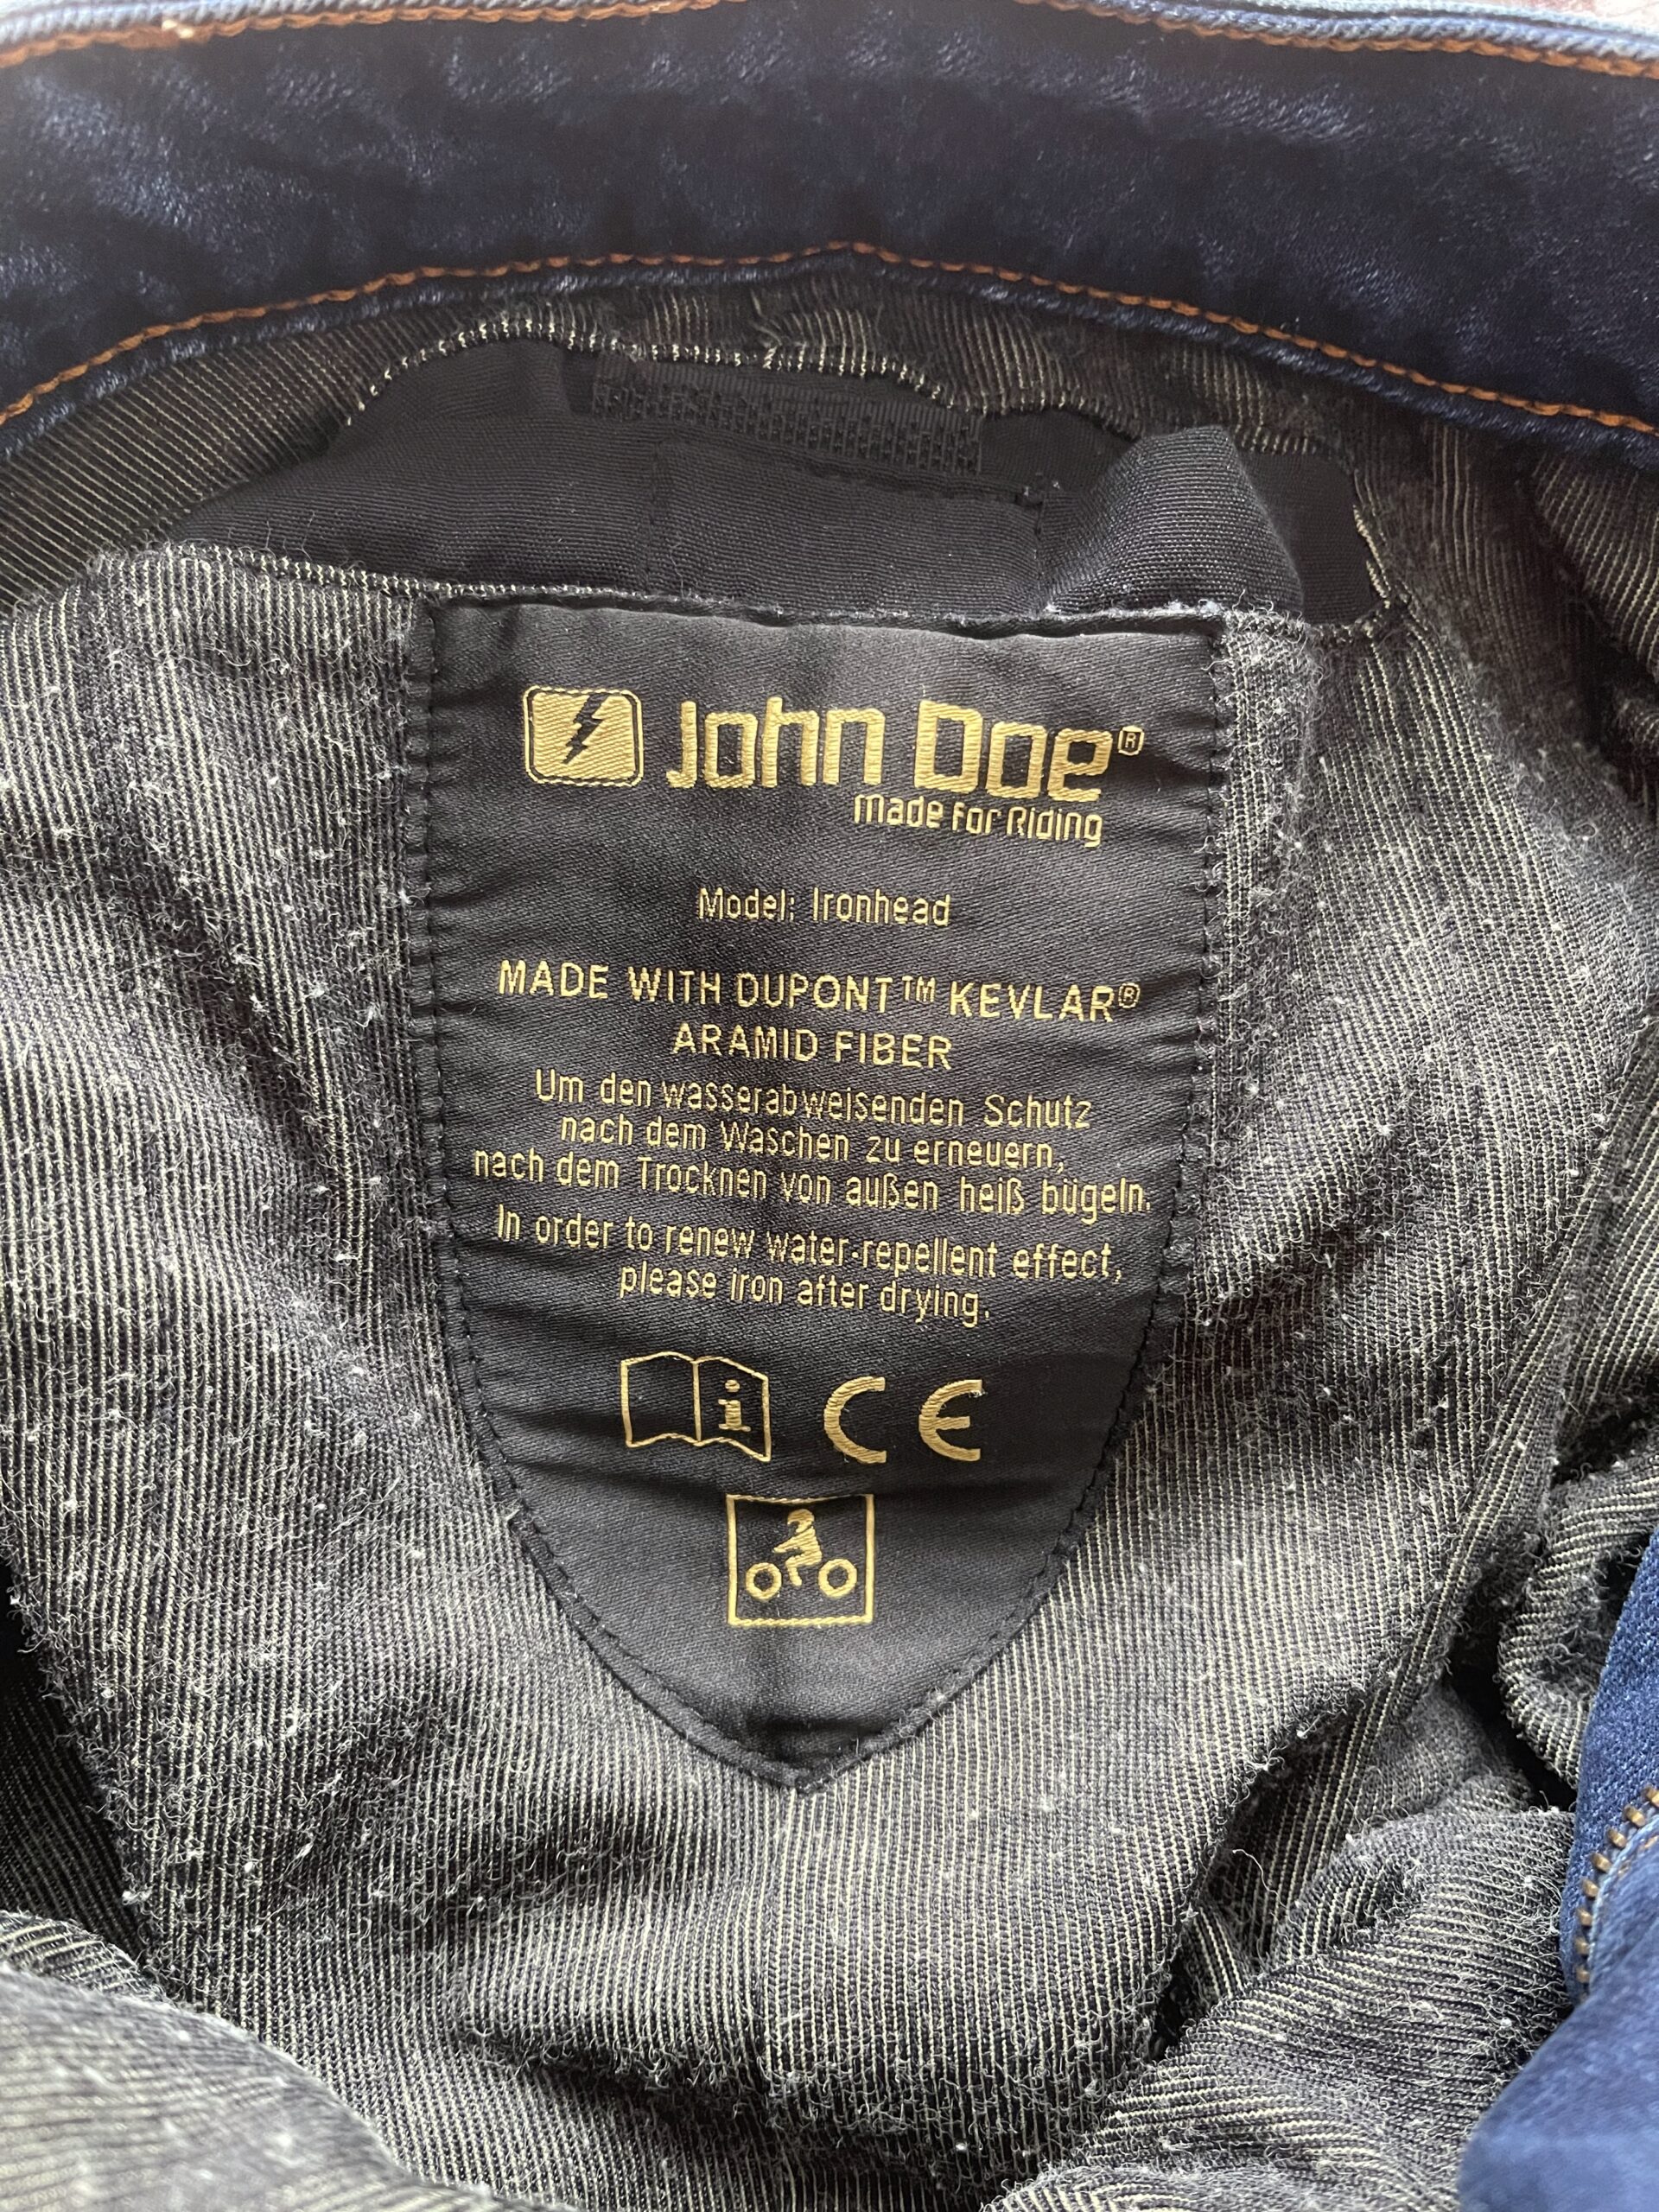 John Doe®
Made for Riding
Model: Ironhead
MADE WITH DUPONT™ KEVLAR®
ARAMID FIBER
Um den wasserabweisenden Schutz
nach dem Waschen zu erneuern,
nach dem Trocknen von außen heiß bügeln.
In order to renew water-repellent effect,
please iron after drying.
i CE